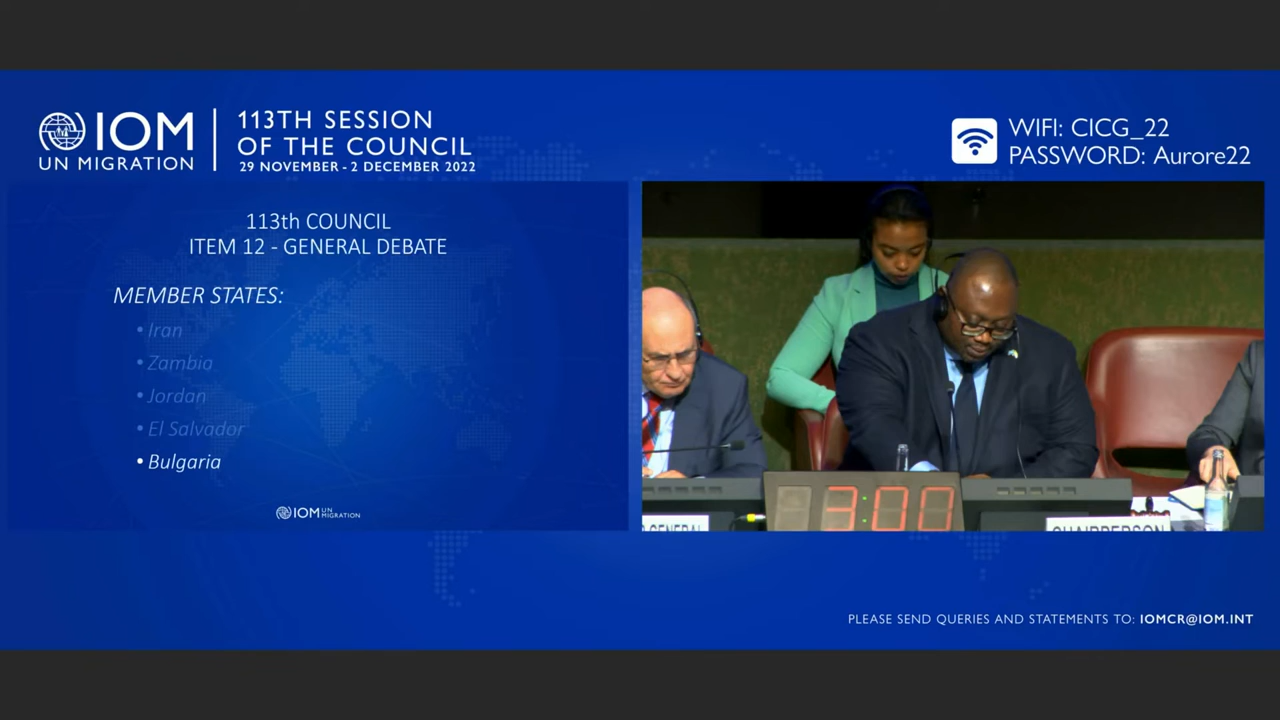 IOM
UN MIGRATION
113TH SESSION
OF THE COUNCIL
29 NOVEMBER - 2 DECEMBER 2022
WIFI: CICG_22
PASSWORD: Aurore22
113th COUNCIL
ITEM 12 - GENERAL DEBATE
MEMBER STATES:
• Iran
• Zambia
• Jordan
• El Salvador
• Bulgaria
IOM UN
MIGRATION
3:00
GENERAL
CHAIRPERSON
PLEASE SEND QUERIES AND STATEMENTS TO: IOMCR@IOM.INT